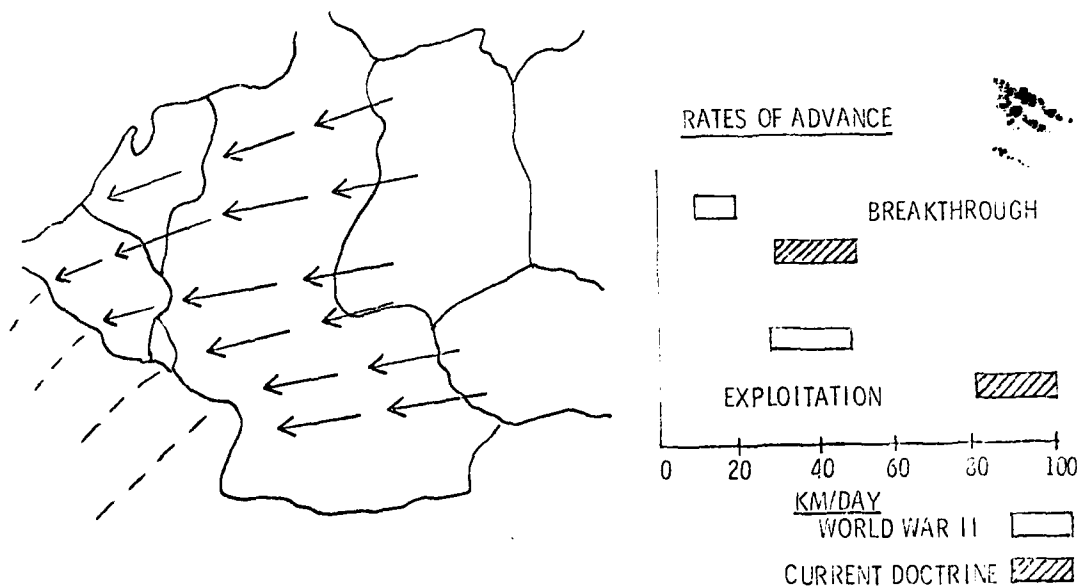 RATES OF ADVANCE
BREAKTHROUGH
EXPLOITATION
0 20 40 60 80 100
KM/DAY
WORLD WAR II
CURRENT DOCTRINE